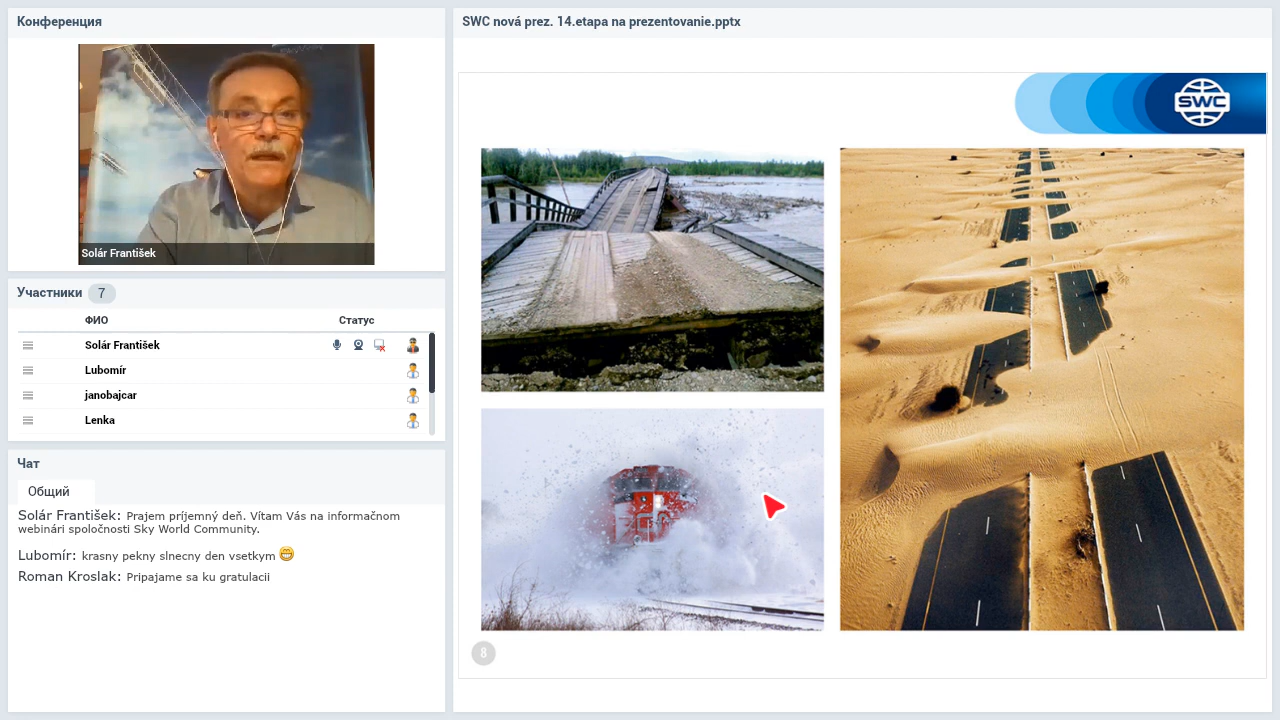 Конференция
Solár František
Участники 7
ФИО Статус
Solár František
Lubomír
janobajcar
Lenka
Чат
Общий
Solár František: Prajem príjemný deň. Vítam Vás na informačnom
webinári spoločnosti Sky World Community.
Lubomír: krasny pekny slnecny den vsetkym
Roman Kroslak: Pripajame sa ku gratulacii
SWC nová prez. 14.etapa na prezentovanie.pptx
SWC
8